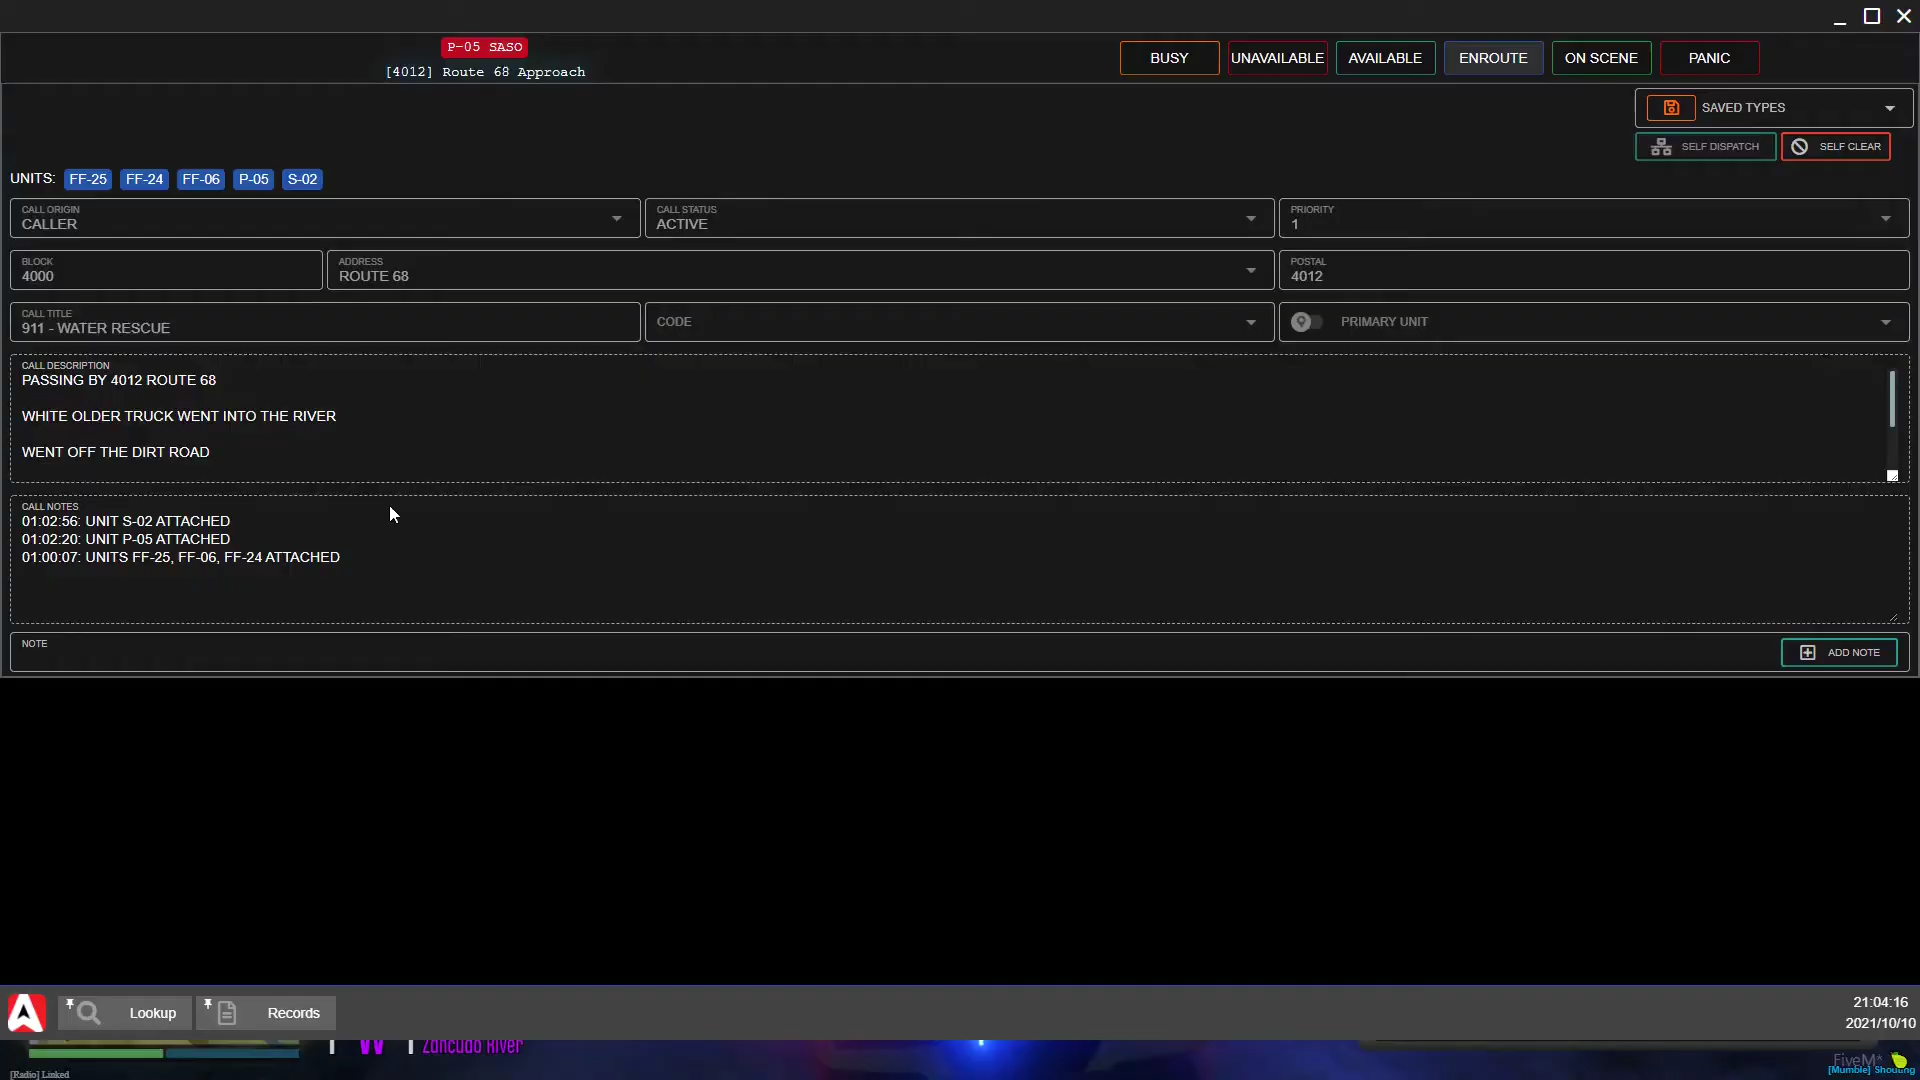 P-05 SASO
[4012] Route 68 Approach
BUSY
UNAVAILABLE
AVAILABLE
ENROUTE
ON SCENE
PANIC
SAVED TYPES
SELF DISPATCH
SELF CLEAR
UNITS: FF-25 FF-24 FF-06 P-05 S-02
CALL ORIGIN
CALLER
CALL STATUS
ACTIVE
PRIORITY
1
BLOCK
4000
ADDRESS
ROUTE 68
POSTAL
4012
CALL TITLE
911 - WATER RESCUE
CODE
PRIMARY UNIT
CALL DESCRIPTION
PASSING BY 4012 ROUTE 68
WHITE OLDER TRUCK WENT INTO THE RIVER
WENT OFF THE DIRT ROAD
CALL NOTES
01:02:56: UNIT S-02 ATTACHED
01:02:20: UNIT P-05 ATTACHED
01:00:07: UNITS FF-25, FF-06, FF-24 ATTACHED
NOTE
ADD NOTE
Lookup
Records
21:04:16
2021/10/10
| W | Zancudo River
FiveM*
[Radio] Linked
[Mumble] Shouting